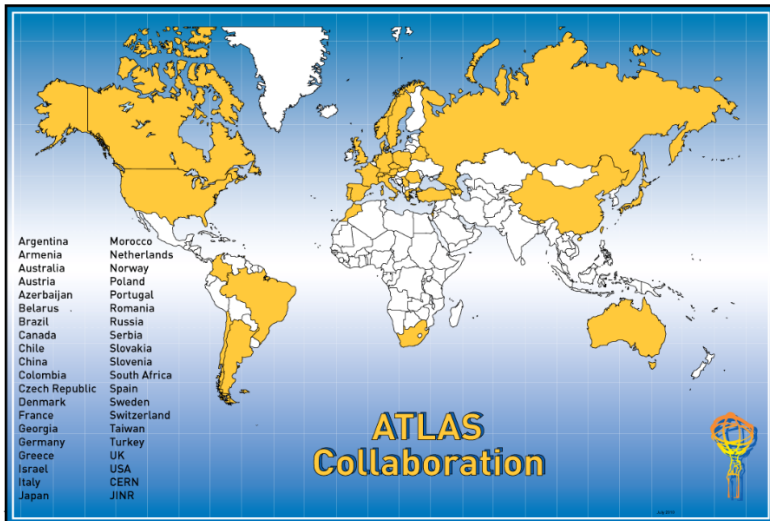 Argentina
Armenia
Australia
Austria
Azerbaijan
Belarus
Brazil
Canada
Chile
China
Colombia
Czech Republic
Denmark
France
Georgia
Germany
Greece
Israel
Italy
Japan
Morocco
Netherlands
Norway
Poland
Portugal
Romania
Russia
Serbia
Slovakia
Slovenia
South Africa
Spain
Sweden
Switzerland
Taiwan
Turkey
UK
USA
CERN
JINR
ATLAS
Collaboration